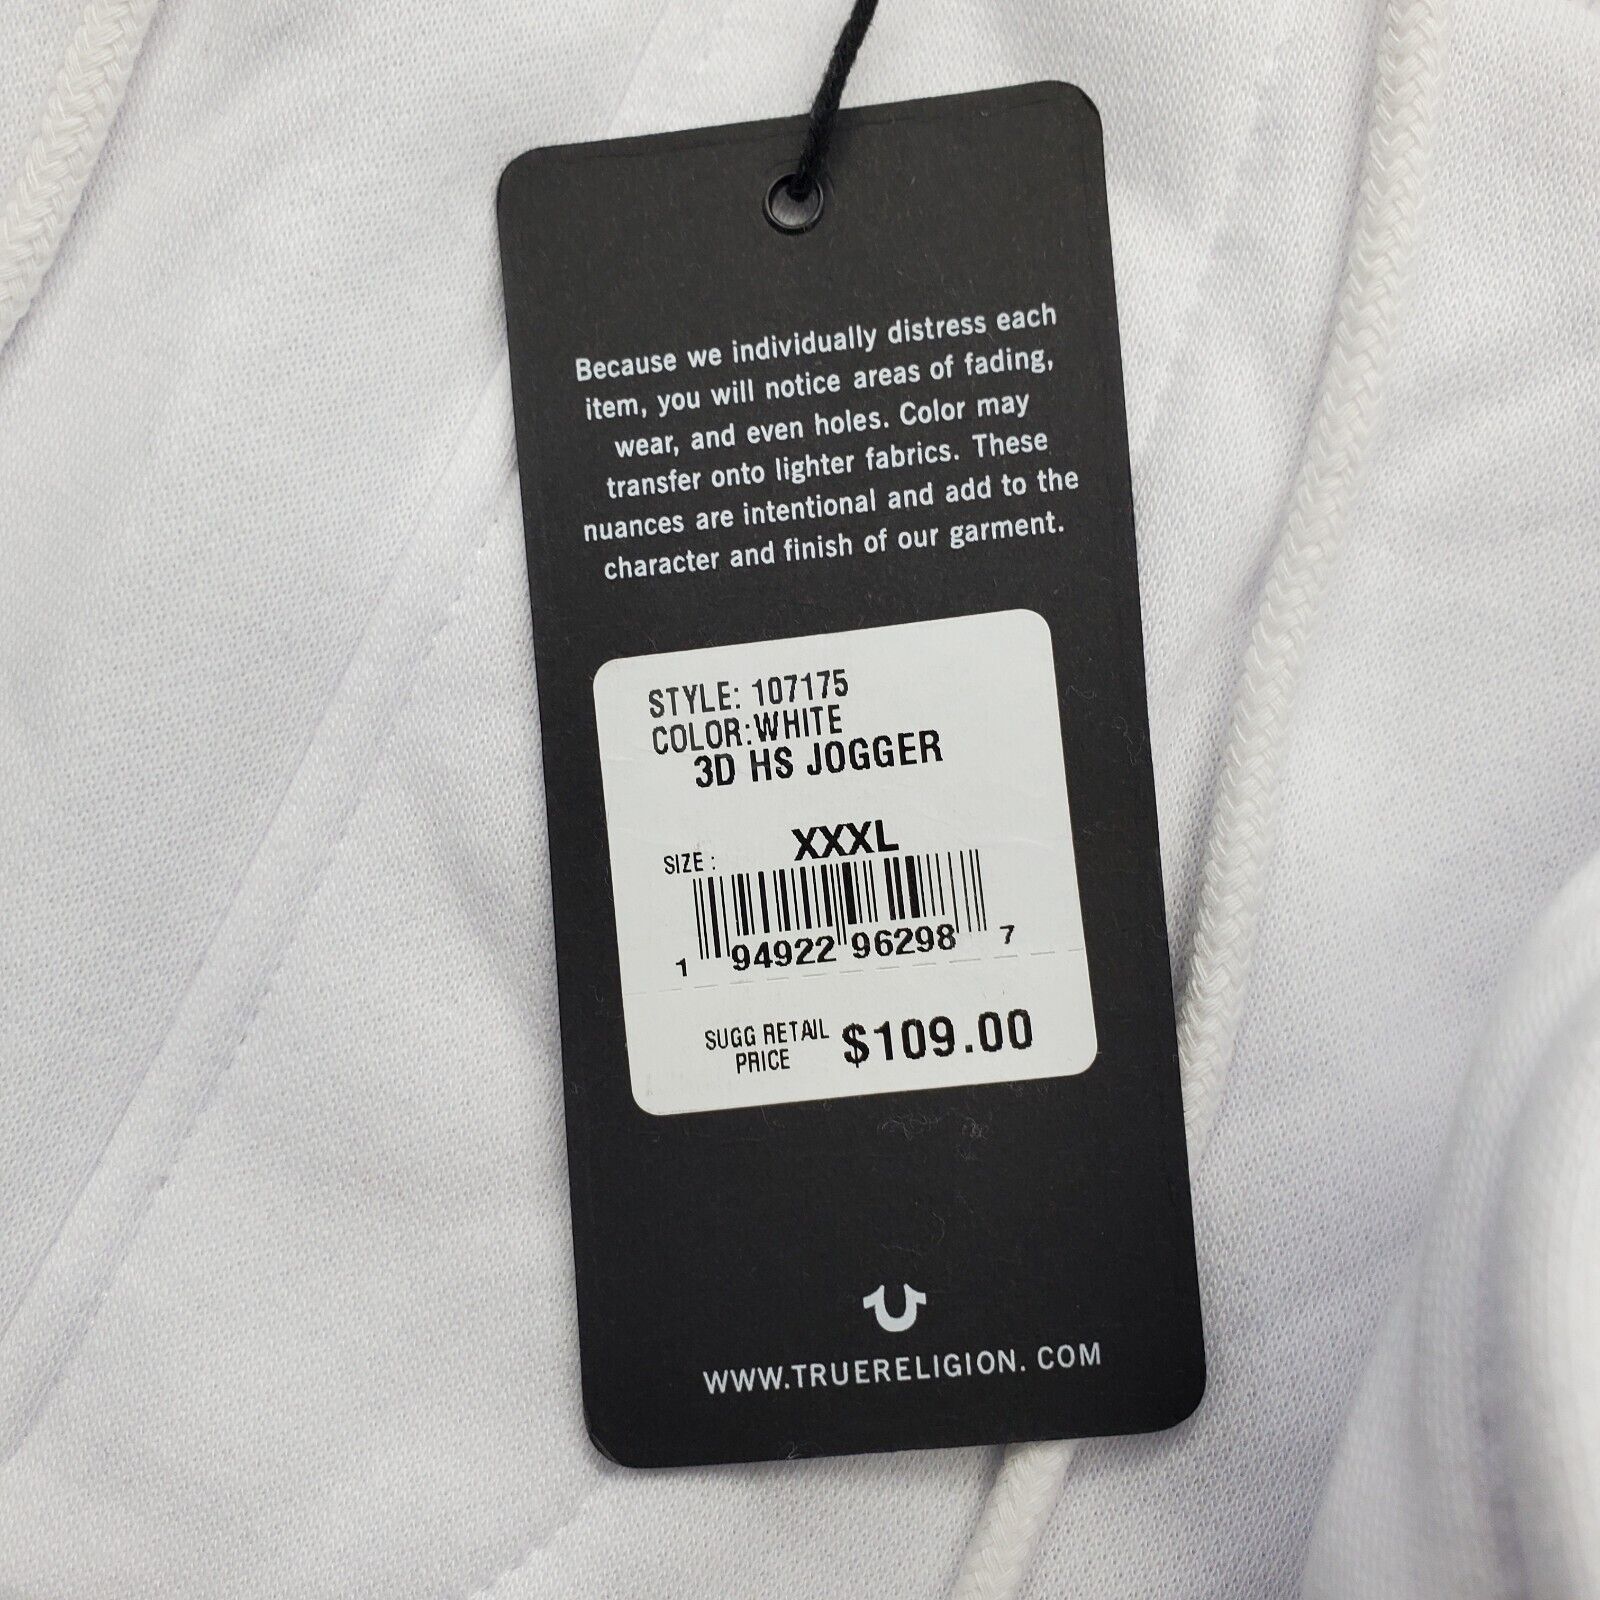 Because we individually distress each
item, you will notice areas of fading,
wear, and even holes. Color may
transfer onto lighter fabrics. These
nuances are intentional and add to the
character and finish of our garment.
STYLE: 107175
COLOR:WHITE
3D HS JOGGER
SIZE : XXXL
1 94922 96298 7
SUGG RETAIL
PRICE $109.00
WWW.TRUERELIGION. COM